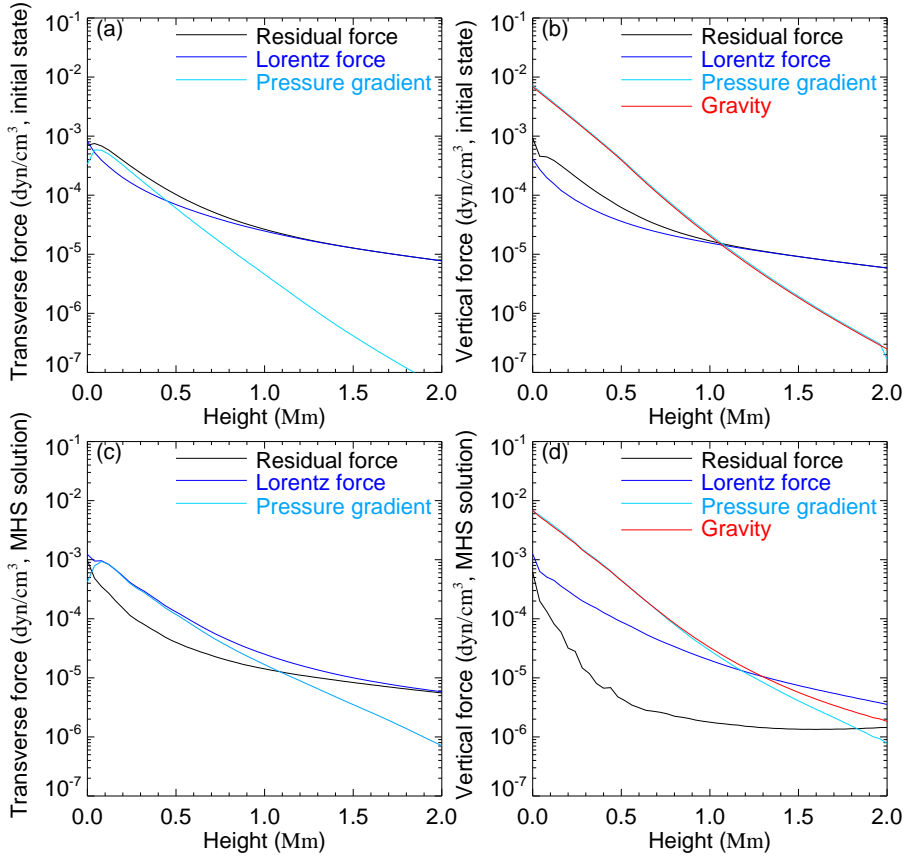 (a)
Residual force
Lorentz force
Pressure gradient
Transverse force (dyn/cm³, initial state)
10⁻¹
10⁻²
10⁻³
10⁻⁴
10⁻⁵
10⁻⁶
10⁻⁷
0.0 0.5 1.0 1.5 2.0
Height (Mm)
(b)
Residual force
Lorentz force
Pressure gradient
Gravity
Vertical force (dyn/cm³, initial state)
10⁻¹
10⁻²
10⁻³
10⁻⁴
10⁻⁵
10⁻⁶
10⁻⁷
0.0 0.5 1.0 1.5 2.0
Height (Mm)
(c)
Residual force
Lorentz force
Pressure gradient
Transverse force (dyn/cm³, MHS solution)
10⁻¹
10⁻²
10⁻³
10⁻⁴
10⁻⁵
10⁻⁶
10⁻⁷
0.0 0.5 1.0 1.5 2.0
Height (Mm)
(d)
Residual force
Lorentz force
Pressure gradient
Gravity
Vertical force (dyn/cm³, MHS solution)
10⁻¹
10⁻²
10⁻³
10⁻⁴
10⁻⁵
10⁻⁶
10⁻⁷
0.0 0.5 1.0 1.5 2.0
Height (Mm)